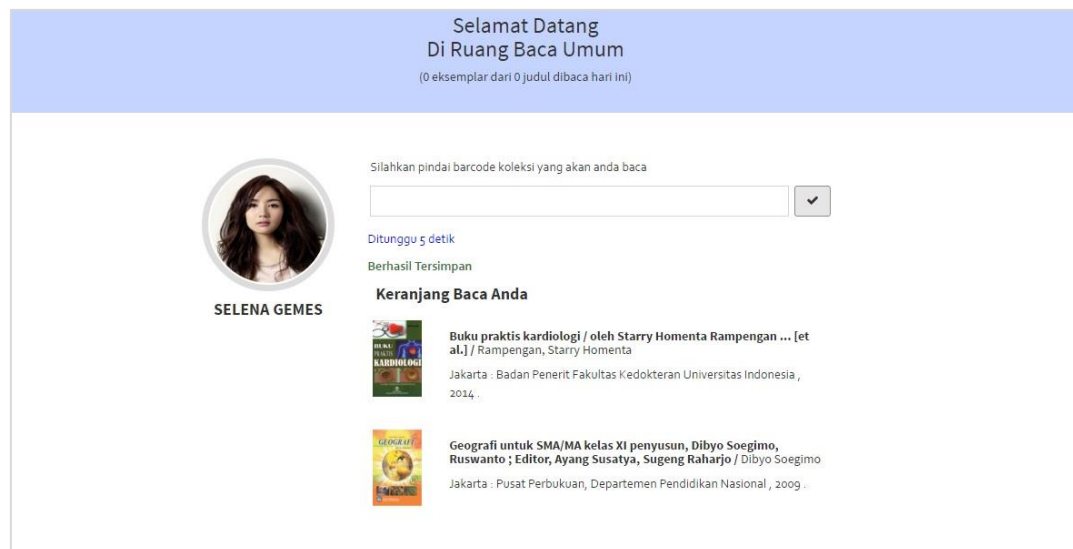 Selamat Datang
Di Ruang Baca Umum
(0 eksemplar dari 0 judul dibaca hari ini)
Silahkan pindai barcode koleksi yang akan anda baca
Ditunggu 5 detik
Berhasil Tersimpan
Keranjang Baca Anda
SELENA GEMES
BUKU
PRAKTIS
KARDIOLOGI
Buku praktis kardiologi / oleh Starry Homenta Rampengan ... [et
al.] / Rampengan, Starry Homenta
Jakarta : Badan Penerit Fakultas Kedokteran Universitas Indonesia ,
2014 .
GEOGRAFI
Geografi untuk SMA/MA kelas XI penyusun, Dibyo Soegimo,
Ruswanto ; Editor, Ayang Susatya, Sugeng Raharjo / Dibyo Soegimo
Jakarta : Pusat Perbukuan, Departemen Pendidikan Nasional , 2009 .